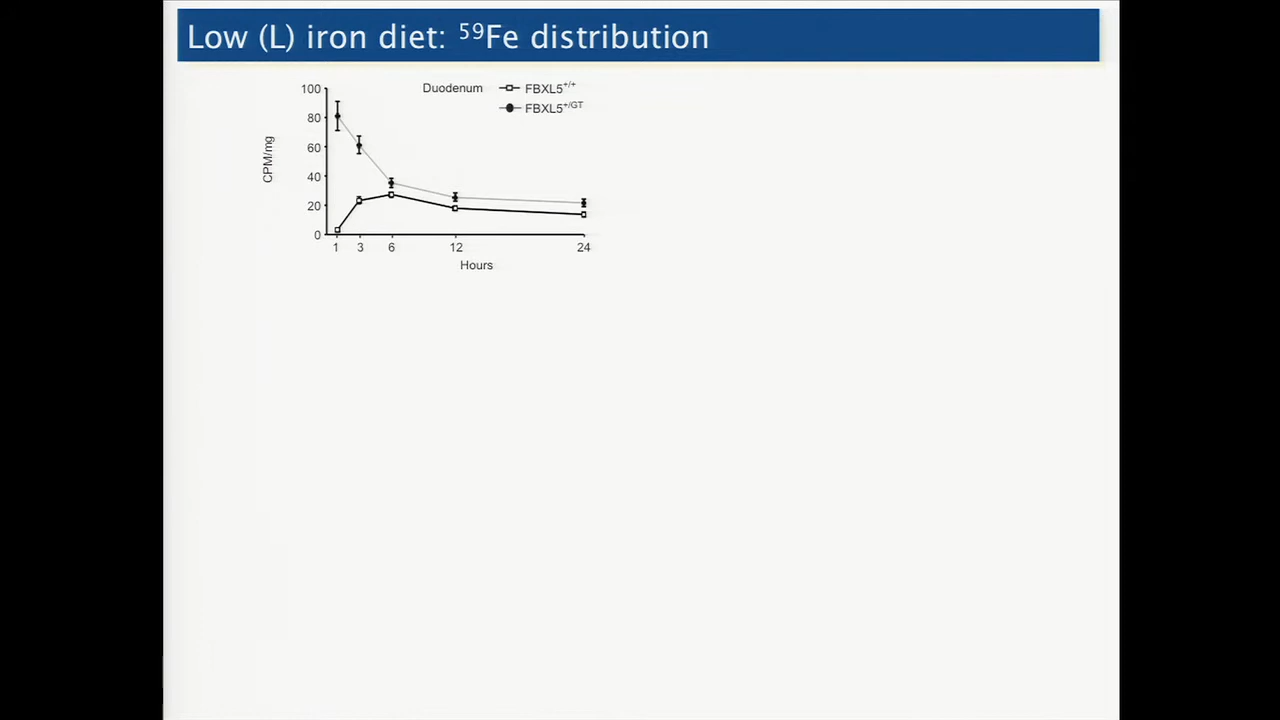 Low (L) iron diet: ⁵⁹Fe distribution
Duodenum
FBXL5⁺/⁺
FBXL5⁺/ᴳᵀ
CPM/mg
100
80
60
40
20
0
1 3 6 12 24
Hours